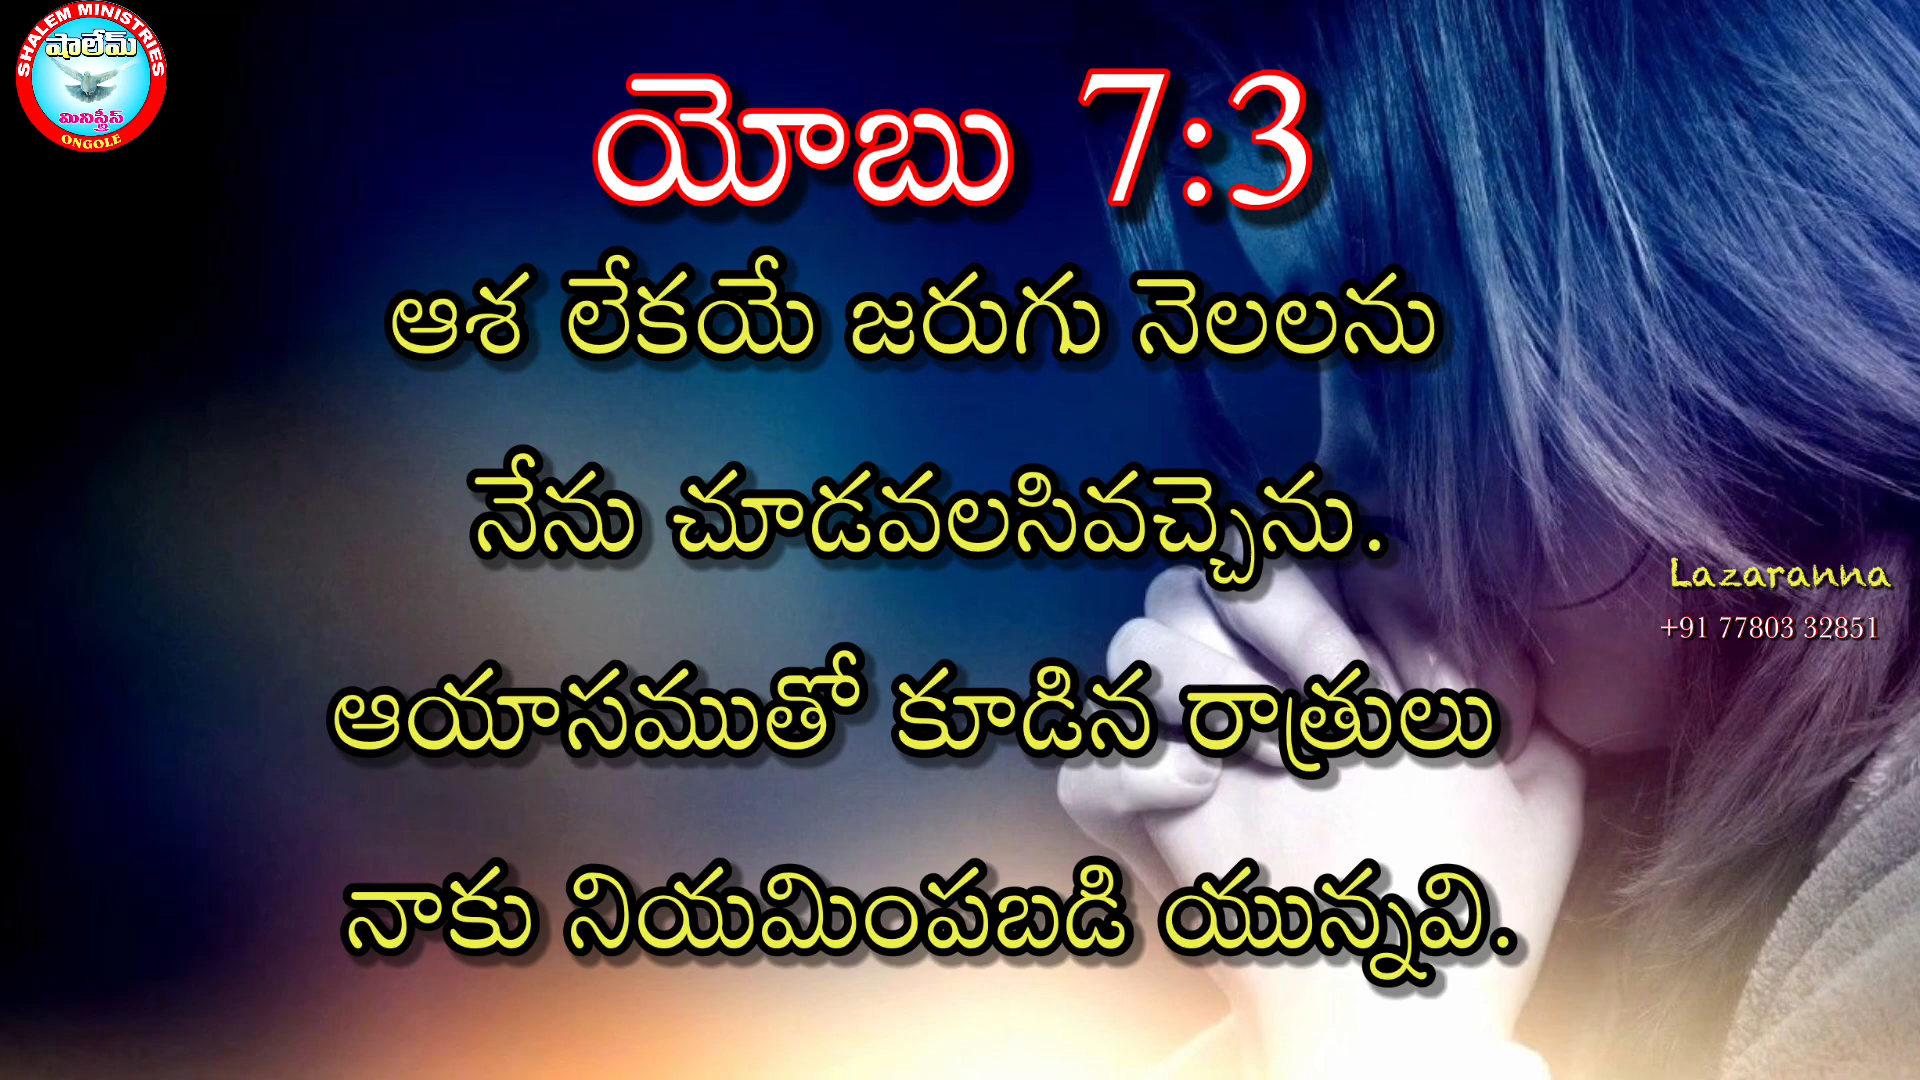 SHALEM MINISTRIES
షాలేమ్
మినిస్ట్రీస్
ONGOLE
యోబు 7:3
ఆశ లేకయే జరుగు నెలలను
నేను చూడవలసివచ్చెను.
ఆయాసముతో కూడిన రాత్రులు
నాకు నియమింపబడి యున్నవి.
Lazaranna
+91 77803 32851